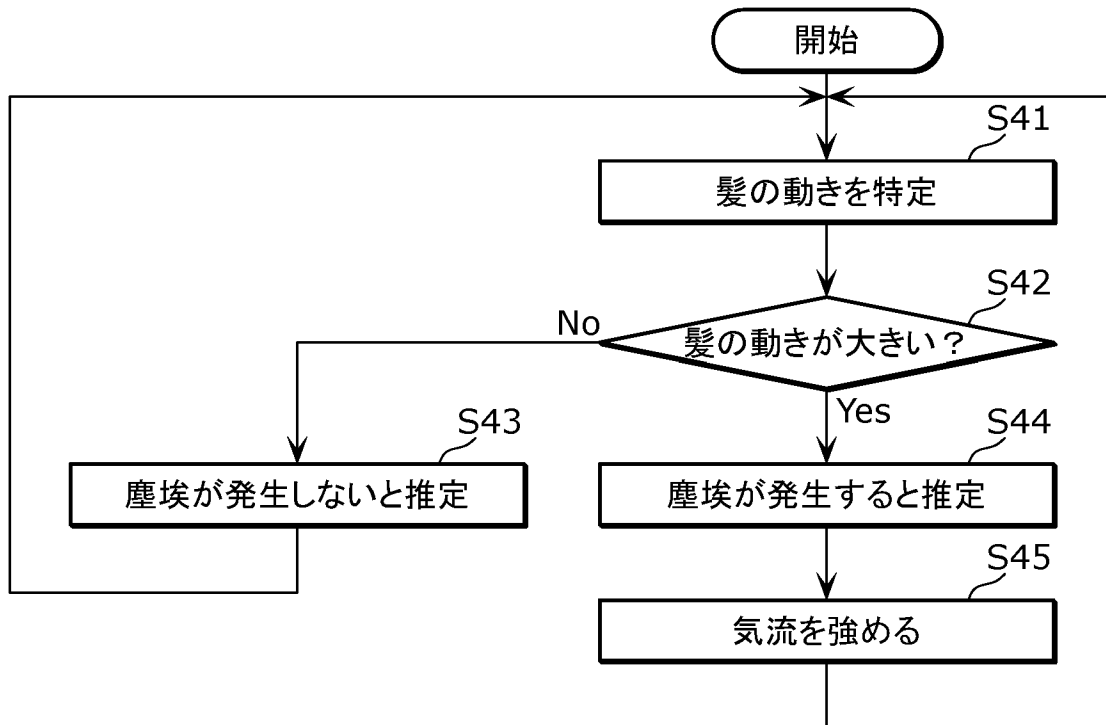 開始
S41
髪の動きを特定
S42
髪の動きが大きい？
No
Yes
S43
塵埃が発生しないと推定
S44
塵埃が発生すると推定
S45
気流を強める